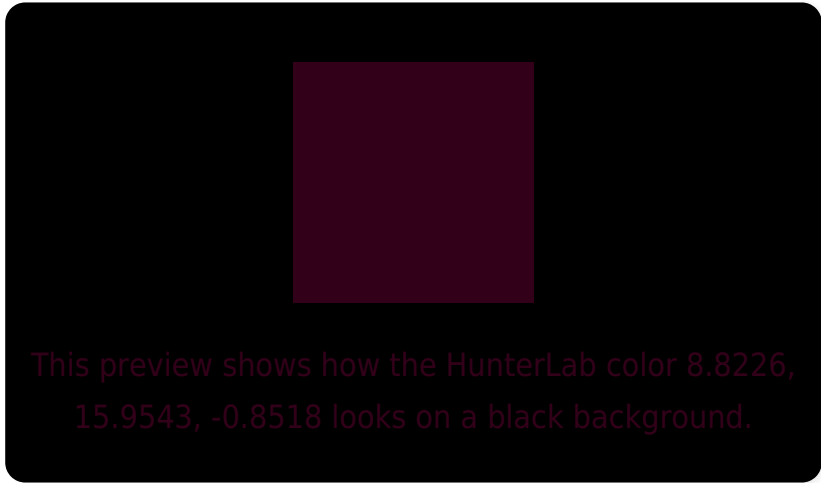 This preview shows how the HunterLab color 8.8226,
15.9543, -0.8518 looks on a black background.